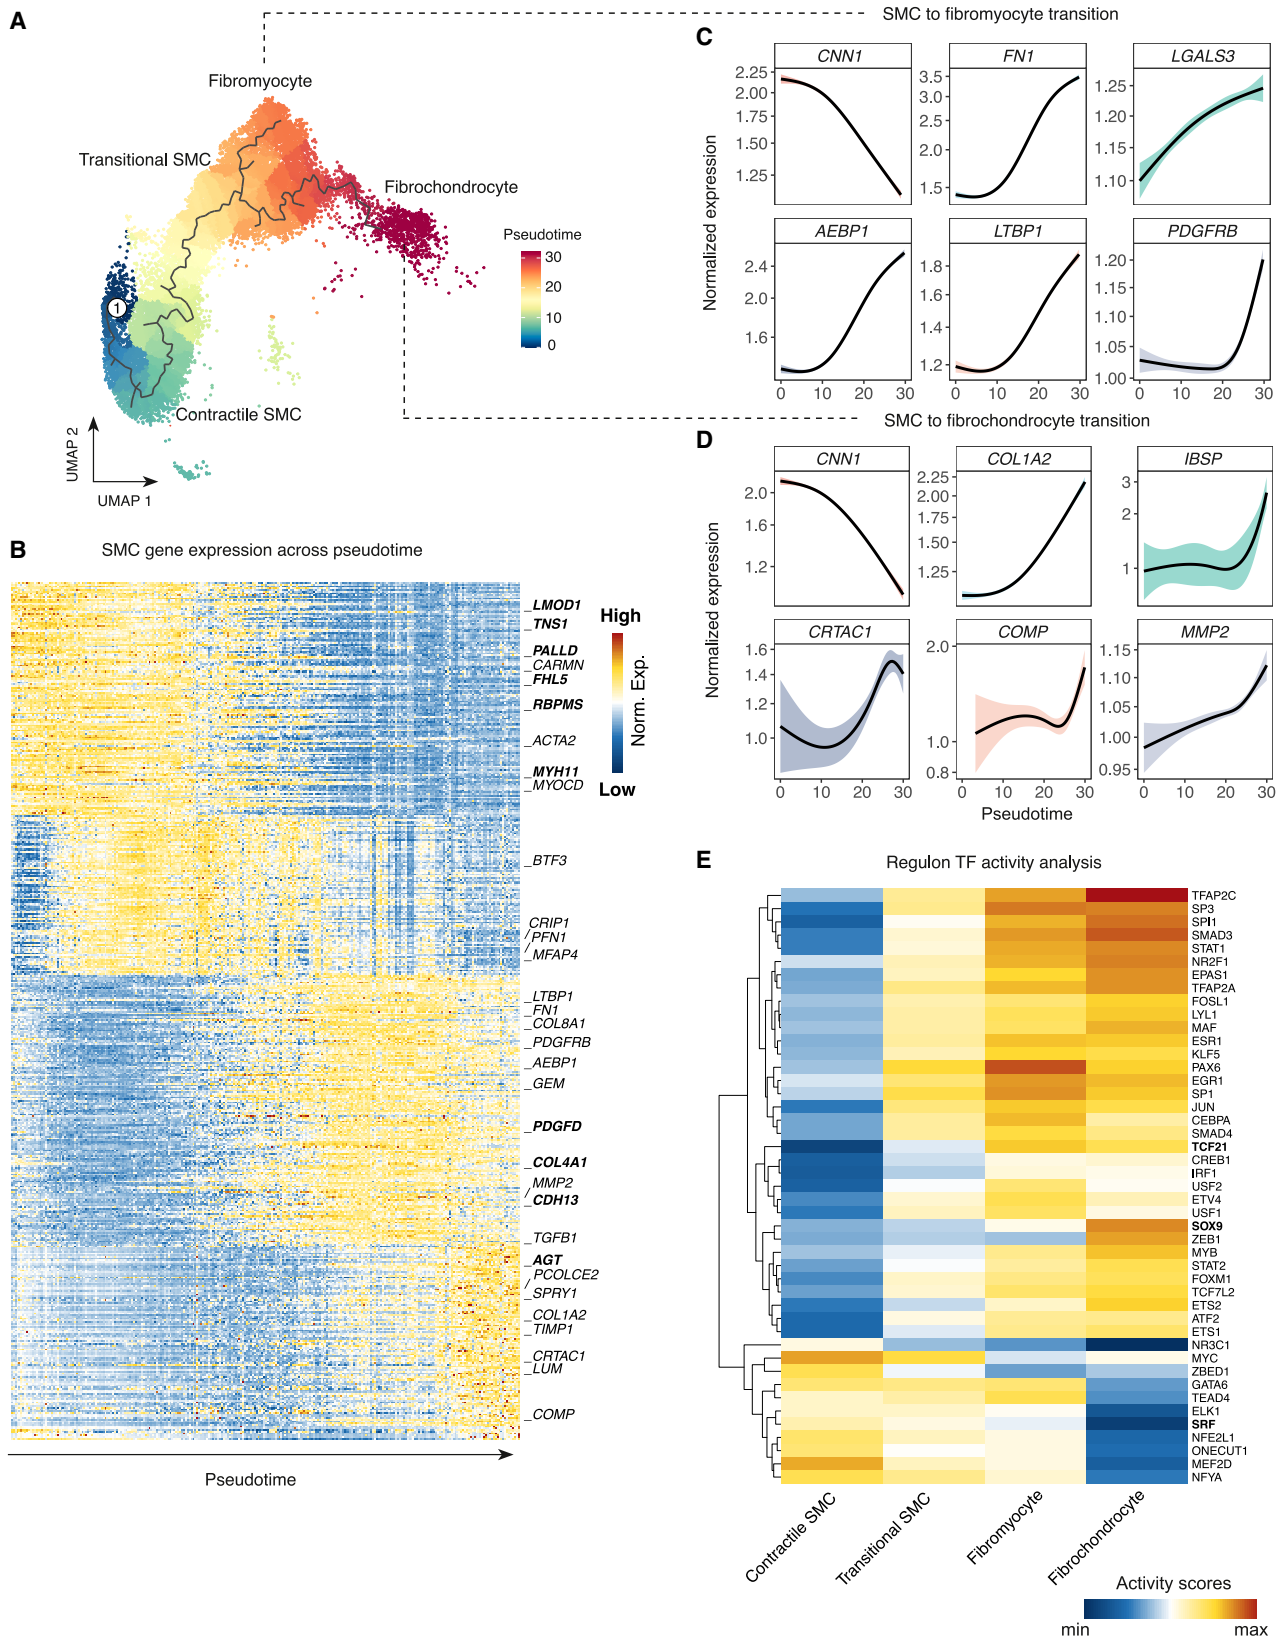 A
SMC to fibromyocyte transition
Fibromyocyte
Transitional SMC
Fibrochondrocyte
Pseudotime
30
20
10
0
1
Contractile SMC
UMAP 2
UMAP 1
C
Normalized expression
CNN1
2.25
2.00
1.75
1.50
1.25
FN1
3.5
3.0
2.5
2.0
1.5
LGALS3
1.25
1.20
1.15
1.10
AEBP1
2.4
2.0
1.6
0 10 20 30
LTBP1
1.8
1.6
1.4
1.2
0 10 20 30
PDGFRB
1.20
1.15
1.10
1.05
1.00
0 10 20 30
SMC to fibrochondrocyte transition
D
Normalized expression
CNN1
2.0
1.6
1.2
COL1A2
2.25
2.00
1.75
1.50
1.25
IBSP
3
2
1
CRTAC1
1.6
1.4
1.2
1.0
0 10 20 30
COMP
2.0
1.0
0.8
0 10 20 30
MMP2
1.15
1.10
1.05
1.00
0.95
0 10 20 30
Pseudotime
B
SMC gene expression across pseudotime
LMOD1
TNS1
PALLD
CARMN
FHL5
RBPMS
ACTA2
MYH11
MYOCD
BTF3
CRIP1
PFN1
MFAP4
LTBP1
FN1
COL8A1
PDGFRB
AEBP1
GEM
PDGFD
COL4A1
MMP2
CDH13
TGFB1
AGT
PCOLCE2
SPRY1
COL1A2
TIMP1
CRTAC1
LUM
COMP
High
Norm. Exp.
Low
Pseudotime
E
Regulon TF activity analysis
TFAP2C
SP3
SPI1
SMAD3
STAT1
NR2F1
EPAS1
TFAP2A
FOSL1
LYL1
MAF
ESR1
KLF5
PAX6
EGR1
SP1
JUN
CEBPA
SMAD4
TCF21
CREB1
IRF1
USF2
ETV4
USF1
SOX9
ZEB1
MYB
STAT2
FOXM1
TCF7L2
ETS2
ATF2
ETS1
NR3C1
MYC
ZBED1
GATA6
TEAD4
ELK1
SRF
NFE2L1
ONECUT1
MEF2D
NFYA
Contractile SMC
Transitional SMC
Fibromyocyte
Fibrochondrocyte
Activity scores
min max